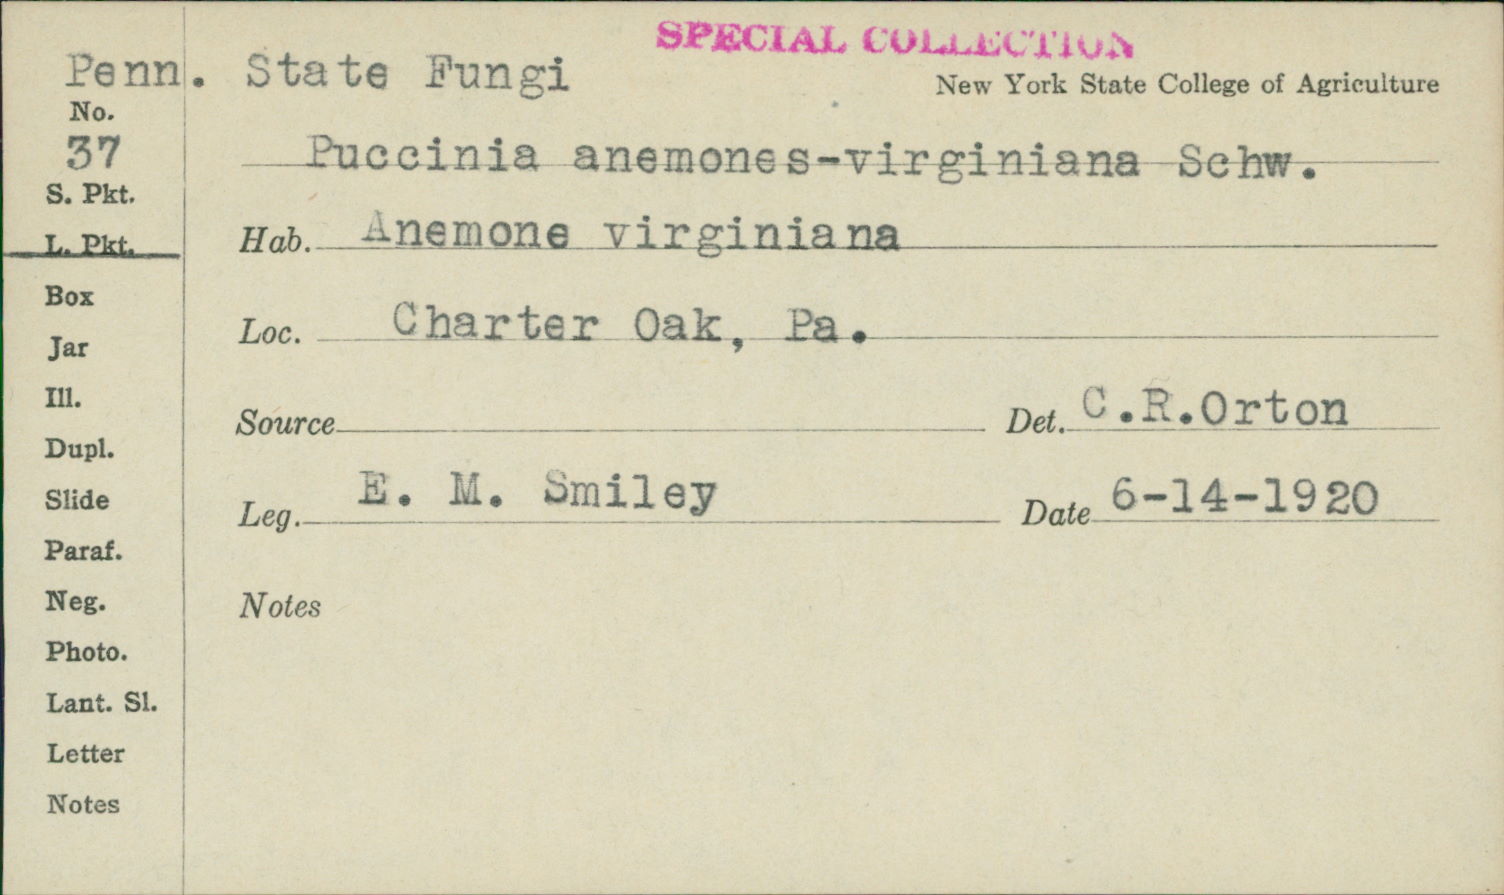 SPECIAL COLLECTION
Penn. State Fungi
New York State College of Agriculture
No.
37
Puccinia anemones-virginiana Schw.
S. Pkt.
L. Pkt.
Hab. Anemone virginiana
Box
Loc. Charter Oak, Pa.
Jar
Ill.
Source Det. C.R.Orton
Dupl.
Slide
Leg. E. M. Smiley Date 6-14-1920
Paraf.
Neg.
Notes
Photo.
Lant. Sl.
Letter
Notes